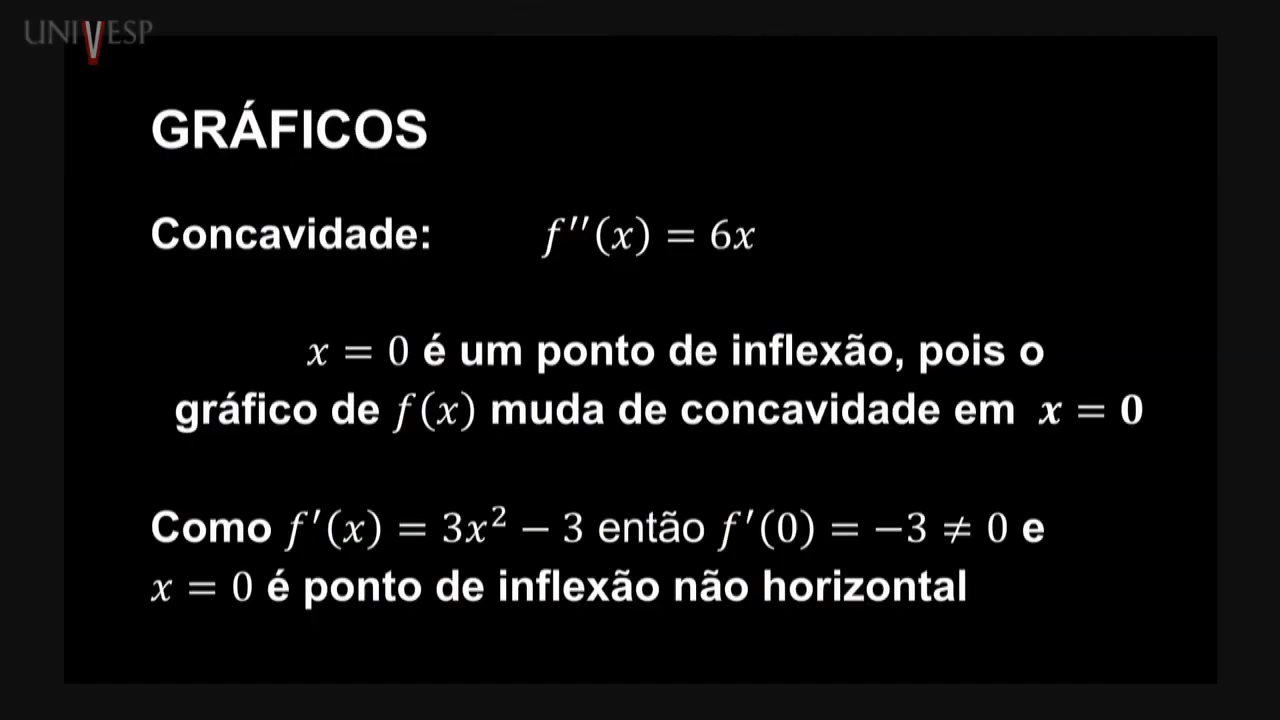 UNIVESP
GRÁFICOS
Concavidade: f′′(x) = 6x
x = 0 é um ponto de inflexão, pois o
gráfico de f(x) muda de concavidade em x = 0
Como f′(x) = 3x² − 3 então f′(0) = −3 ≠ 0 e
x = 0 é ponto de inflexão não horizontal